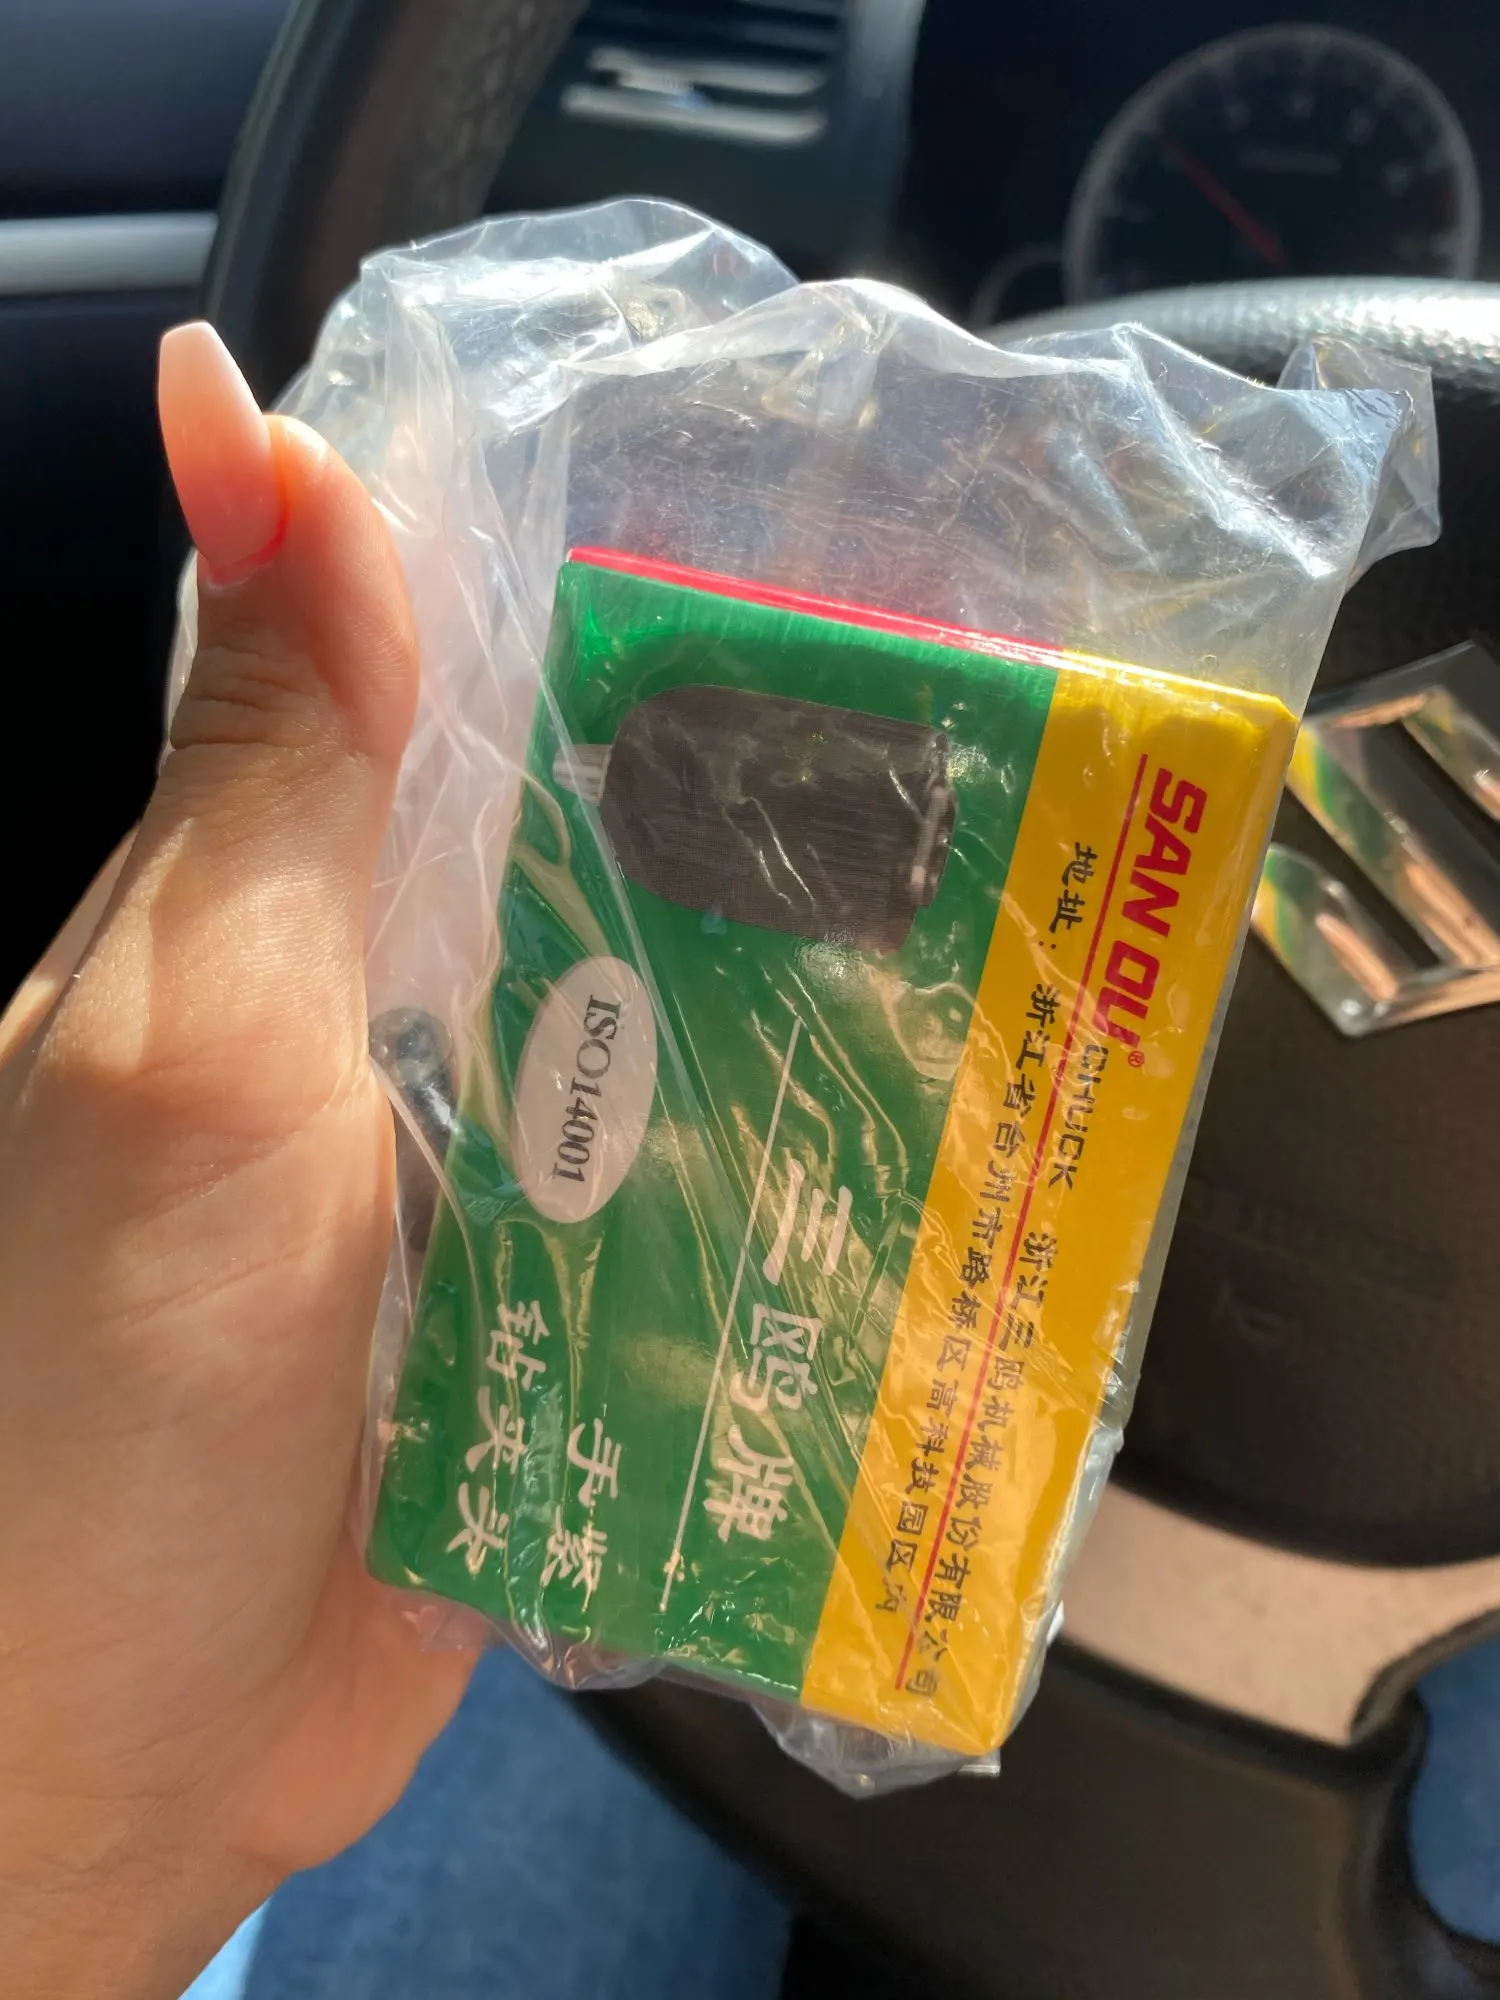 SAN OU®
CHUCK 浙江三鸥机械股份有限公司
地址：浙江省台州市路桥区高科技园区内
三鸥牌
手紧
钻夹头
ISO14001